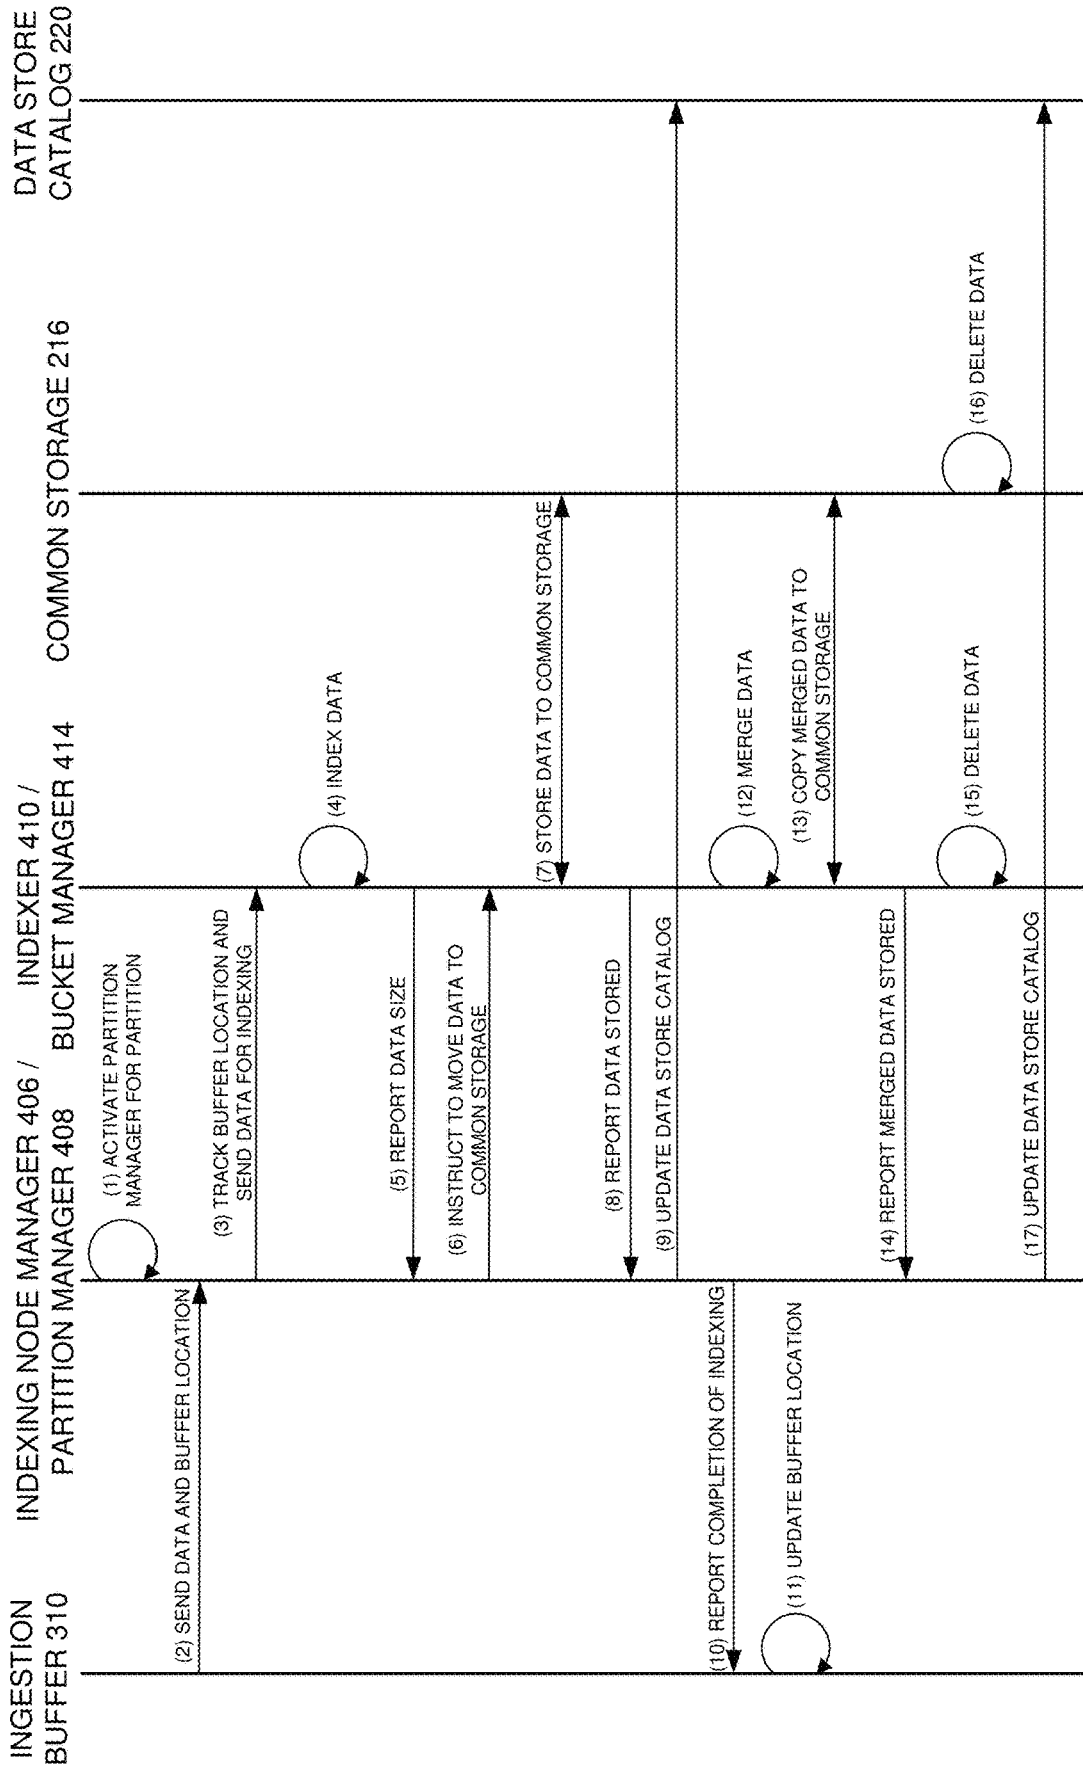 INGESTION
BUFFER 310
INDEXING NODE MANAGER 406 /
PARTITION MANAGER 408
INDEXER 410 /
BUCKET MANAGER 414
COMMON STORAGE 216
DATA STORE
CATALOG 220
(1) ACTIVATE PARTITION
MANAGER FOR PARTITION
(2) SEND DATA AND BUFFER LOCATION
(3) TRACK BUFFER LOCATION AND
SEND DATA FOR INDEXING
(4) INDEX DATA
(5) REPORT DATA SIZE
(6) INSTRUCT TO MOVE DATA TO
COMMON STORAGE
(7) STORE DATA TO COMMON STORAGE
(8) REPORT DATA STORED
(9) UPDATE DATA STORE CATALOG
(10) REPORT COMPLETION OF INDEXING
(11) UPDATE BUFFER LOCATION
(12) MERGE DATA
(13) COPY MERGED DATA TO
COMMON STORAGE
(14) REPORT MERGED DATA STORED
(15) DELETE DATA
(16) DELETE DATA
(17) UPDATE DATA STORE CATALOG